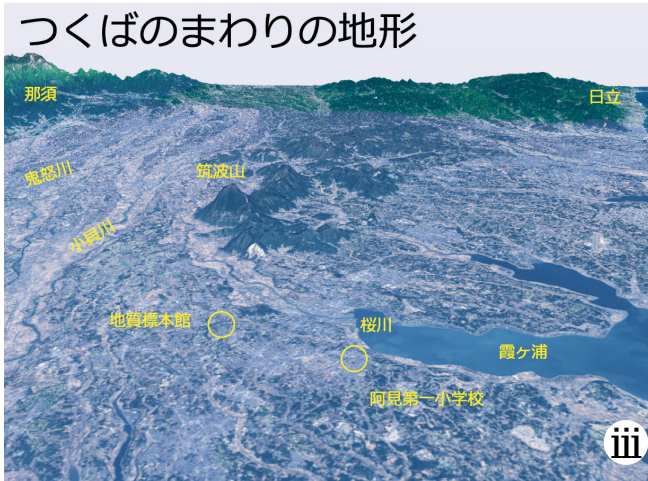 つくばのまわりの地形
那須
日立
鬼怒川
筑波山
小貝川
地質標本館
桜川
霞ヶ浦
阿見第一小学校
iii